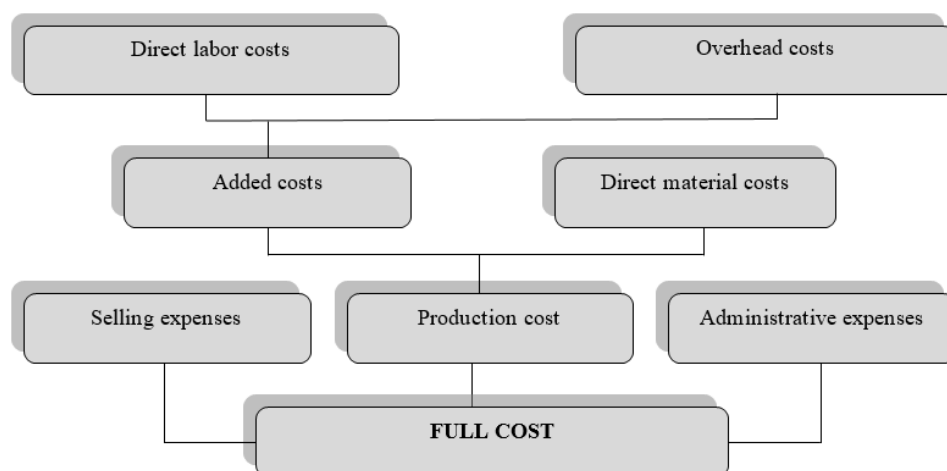 Direct labor costs
Overhead costs
Added costs
Direct material costs
Selling expenses
Production cost
Administrative expenses
FULL COST